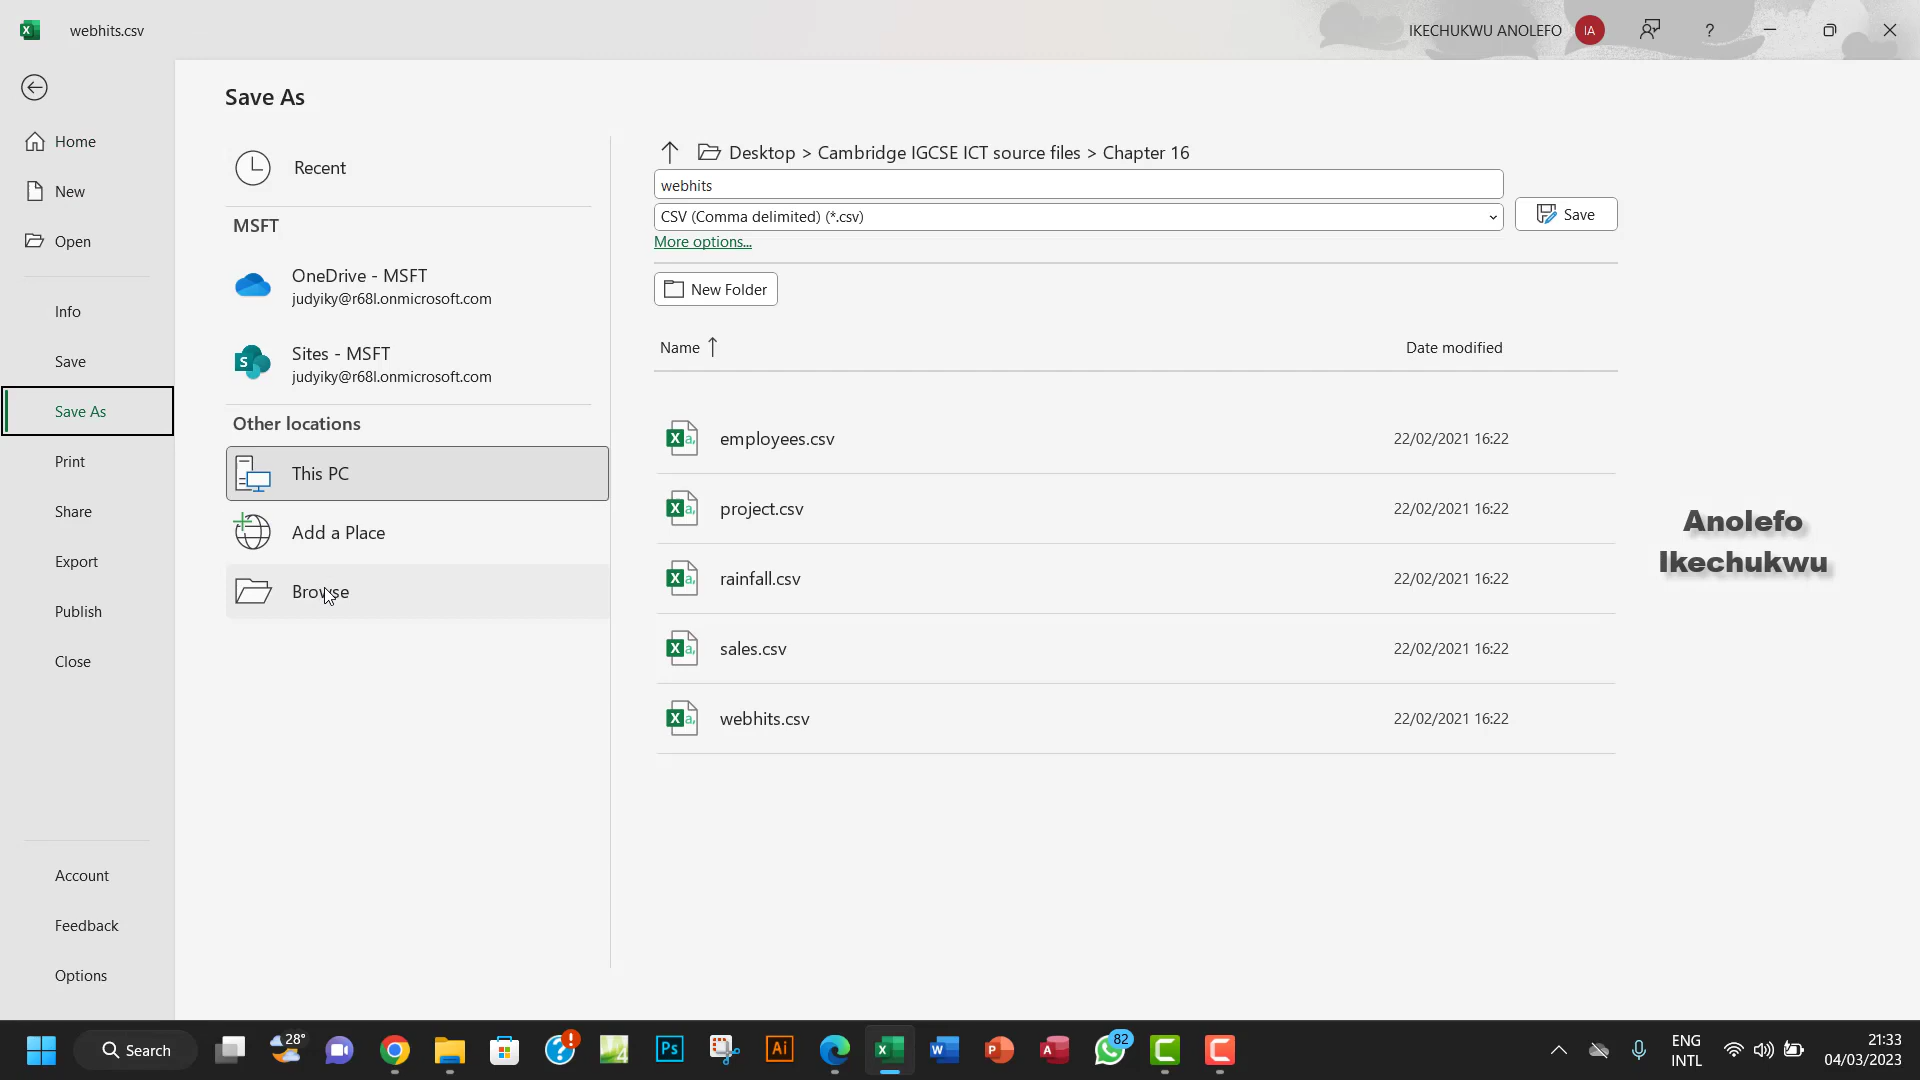 webhits.csv
IKECHUKWU ANOLEFO
IA
?
Home
New
Open
Info
Save
Save As
Print
Share
Export
Publish
Close
Account
Feedback
Options
Save As
Recent
MSFT
OneDrive - MSFT
judyiky@r68l.onmicrosoft.com
S
Sites - MSFT
judyiky@r68l.onmicrosoft.com
Other locations
This PC
Add a Place
Browse
Desktop > Cambridge IGCSE ICT source files > Chapter 16
webhits
CSV (Comma delimited) (*.csv)
Save
More options...
New Folder
Name
Date modified
employees.csv 22/02/2021 16:22
project.csv 22/02/2021 16:22
rainfall.csv 22/02/2021 16:22
sales.csv 22/02/2021 16:22
webhits.csv 22/02/2021 16:22
Anolefo
Ikechukwu
Search
28°
Ps
Ai
82
ENG
INTL
21:33
04/03/2023